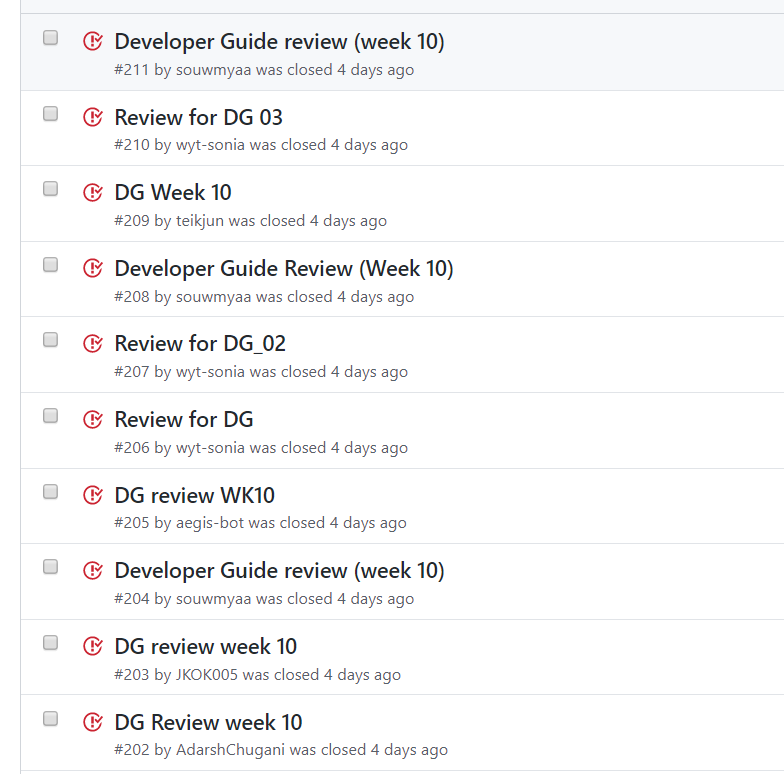 Developer Guide review (week 10)
#211 by souwmyaa was closed 4 days ago
Review for DG 03
#210 by wyt-sonia was closed 4 days ago
DG Week 10
#209 by teikjun was closed 4 days ago
Developer Guide Review (Week 10)
#208 by souwmyaa was closed 4 days ago
Review for DG_02
#207 by wyt-sonia was closed 4 days ago
Review for DG
#206 by wyt-sonia was closed 4 days ago
DG review WK10
#205 by aegis-bot was closed 4 days ago
Developer Guide review (week 10)
#204 by souwmyaa was closed 4 days ago
DG review week 10
#203 by JKOK005 was closed 4 days ago
DG Review week 10
#202 by AdarshChugani was closed 4 days ago